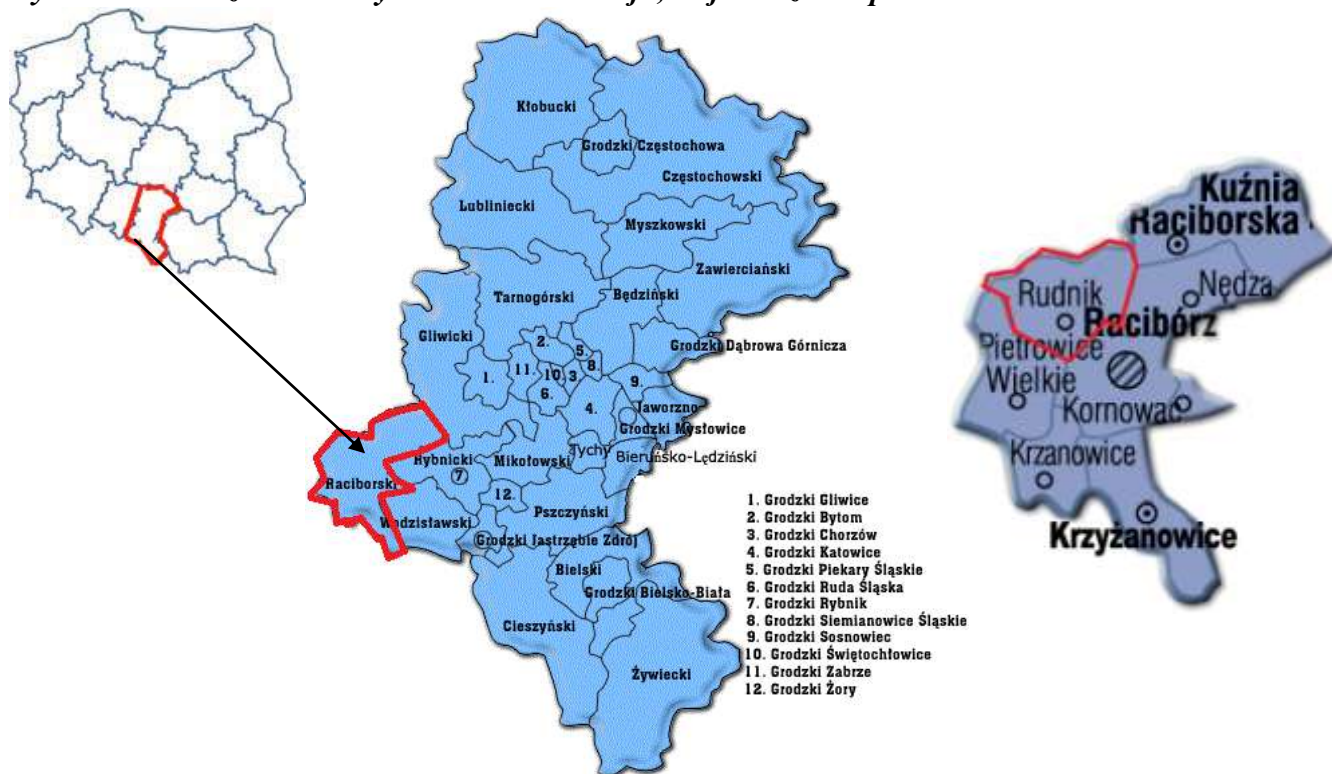 Kłobucki
Grodzki Częstochowa
Częstochowski
Lubliniecki
Myszkowski
Zawierciański
Tarnogórski
Będziński
Gliwicki
Grodzki Dąbrowa Górnicza
2.
5.
8.
1.
11.
10.
3
9.
6.
4.
Jaworzno
Grodzki Mysłowice
Tychy
Bieruńsko-Lędziński
Rybnicki
7
Mikołowski
Raciborski
12.
Pszczyński
Wodzisławski
Grodzki Jastrzębie Zdrój
Bielski
Grodzki Bielsko-Biała
Cieszyński
Żywiecki
1. Grodzki Gliwice
2. Grodzki Bytom
3. Grodzki Chorzów
4. Grodzki Katowice
5. Grodzki Piekary Śląskie
6. Grodzki Ruda Śląska
7. Grodzki Rybnik
8. Grodzki Siemianowice Śląskie
9. Grodzki Sosnowiec
10. Grodzki Świętochłowice
11. Grodzki Zabrze
12. Grodzki Żory
Kuźnia
Raciborska
Nędza
Rudnik
Racibórz
Pietrowice
Wielkie
Kornowac
Krzanowice
Krzyżanowice